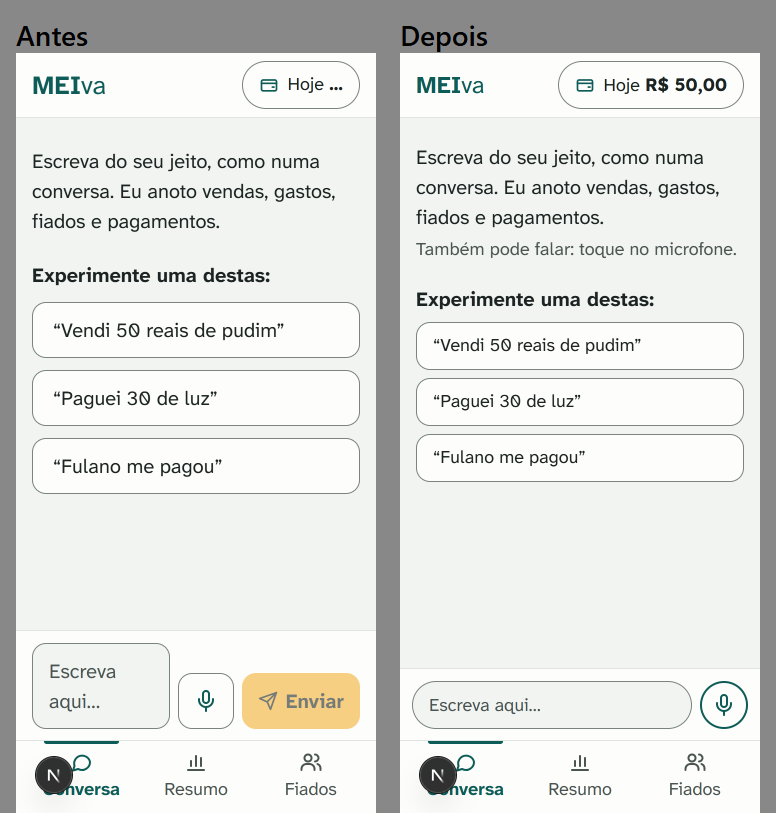 Antes
MEIva
Hoje ...
Escreva do seu jeito, como numa
conversa. Eu anoto vendas, gastos,
fiados e pagamentos.
Experimente uma destas:
“Vendi 50 reais de pudim”
“Paguei 30 de luz”
“Fulano me pagou”
Escreva
aqui...
Enviar
N
nversa
Resumo
Fiados
Depois
MEIva
Hoje R$ 50,00
Escreva do seu jeito, como numa
conversa. Eu anoto vendas, gastos,
fiados e pagamentos.
Também pode falar: toque no microfone.
Experimente uma destas:
“Vendi 50 reais de pudim”
“Paguei 30 de luz”
“Fulano me pagou”
Escreva aqui...
N
nversa
Resumo
Fiados